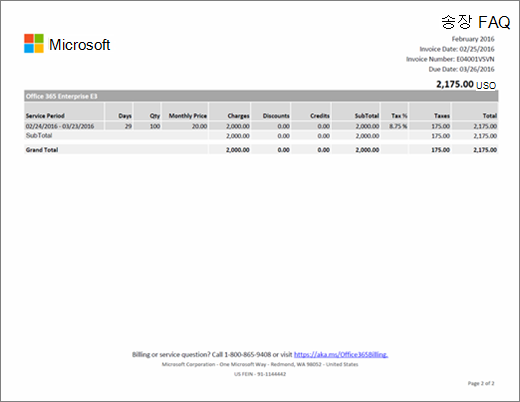 송장 FAQ
Microsoft
February 2016
Invoice Date: 02/25/2016
Invoice Number: E04001VSVN
Due Date: 03/26/2016
2,175.00 USD
Office 365 Enterprise E3
Service Period Days Qty Monthly Price Charges Discounts Credits SubTotal Tax % Taxes Total
02/24/2016 - 03/23/2016 29 100 20.00 2,000.00 0.00 0.00 2,000.00 8.75 % 175.00 2,175.00
SubTotal 2,000.00 0.00 0.00 2,000.00 175.00 2,175.00
Grand Total 2,000.00 0.00 0.00 2,000.00 175.00 2,175.00
Billing or service question? Call 1-800-865-9408 or visit https://aka.ms/Office365Billing.
Microsoft Corporation - One Microsoft Way - Redmond, WA 98052 - United States
US FEIN - 91-1144442
Page 2 of 2